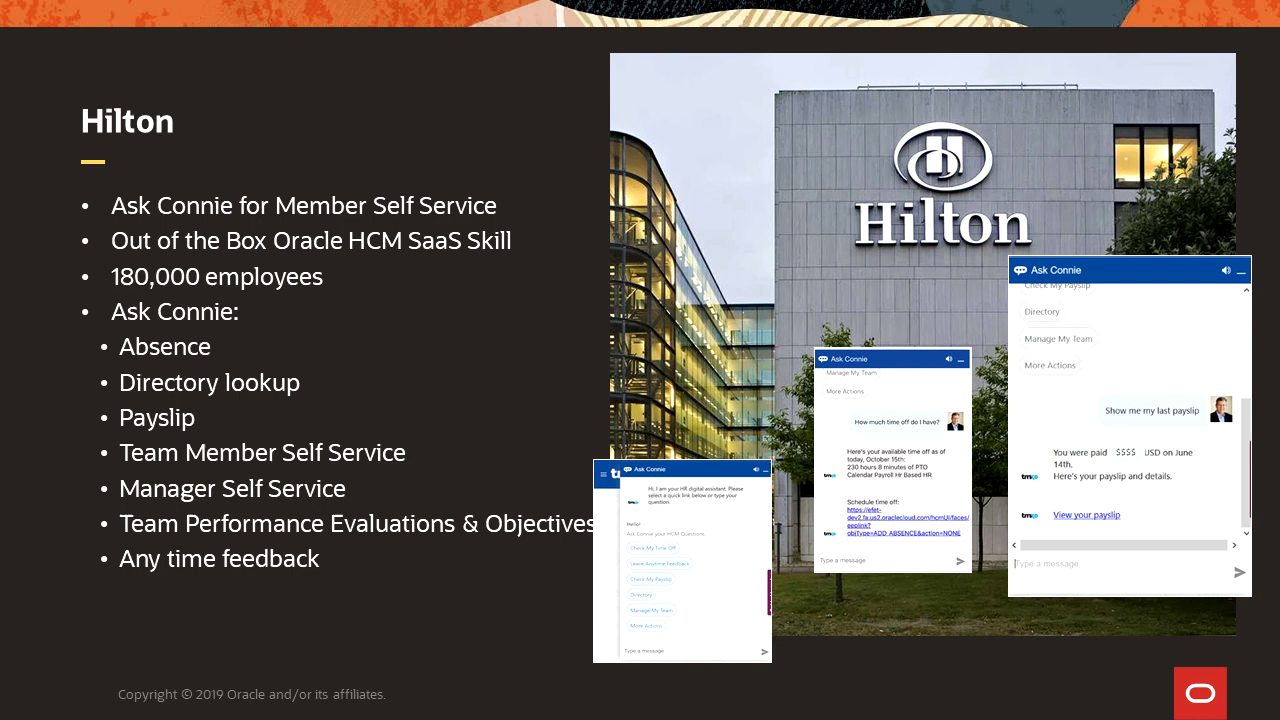 Hilton
• Ask Connie for Member Self Service
• Out of the Box Oracle HCM SaaS Skill
• 180,000 employees
• Ask Connie:
• Absence
• Directory lookup
• Payslip
• Team Member Self Service
• Manager Self Service
• Team Performance Evaluations & Objectives
• Any time feedback
Hilton
Ask Connie
Hi, I am your HR digital assistant. Please
select a quick link below or type your
question.
Hello!
Ask Connie your HCM Questions
Check My Time Off
Leave Anytime Feedback
Check My Payslip
Directory
Manage My Team
More Actions
Type a message
Ask Connie
Manage My Team
More Actions
How much time off do I have?
Here's your available time off as of
today, October 15th:
230 hours 8 minutes of PTO
Calendar Payroll Hr Based HR
Schedule time off:
https://efet-
dev2.fa.us2.oraclecloud.com/hcmUI/faces/
eeplink?
objType=ADD_ABSENCE&action=NONE
Type a message
Ask Connie
Check My Payslip
Directory
Manage My Team
More Actions
Show me my last payslip
You were paid $$$$ USD on June
14th.
Here's your payslip and details.
View your payslip
Type a message
Copyright © 2019 Oracle and/or its affiliates.